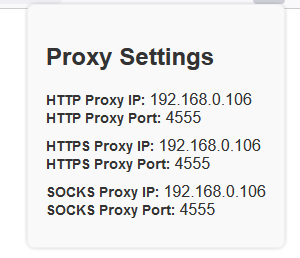 Proxy Settings
HTTP Proxy IP: 192.168.0.106
HTTP Proxy Port: 4555
HTTPS Proxy IP: 192.168.0.106
HTTPS Proxy Port: 4555
SOCKS Proxy IP: 192.168.0.106
SOCKS Proxy Port: 4555